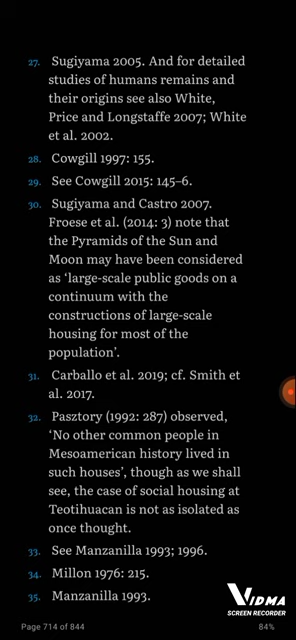 27. Sugiyama 2005. And for detailed
studies of humans remains and
their origins see also White,
Price and Longstaffe 2007; White
et al. 2002.
28. Cowgill 1997: 155.
29. See Cowgill 2015: 145–6.
30. Sugiyama and Castro 2007.
Froese et al. (2014: 3) note that
the Pyramids of the Sun and
Moon may have been considered
as ‘large-scale public goods on a
continuum with the
constructions of large-scale
housing for most of the
population’.
31. Carballo et al. 2019; cf. Smith et
al. 2017.
32. Pasztory (1992: 287) observed,
‘No other common people in
Mesoamerican history lived in
such houses’, though as we shall
see, the case of social housing at
Teotihuacan is not as isolated as
once thought.
33. See Manzanilla 1993; 1996.
34. Millon 1976: 215.
35. Manzanilla 1993.
VIDMA
SCREEN RECORDER
Page 714 of 844
84%